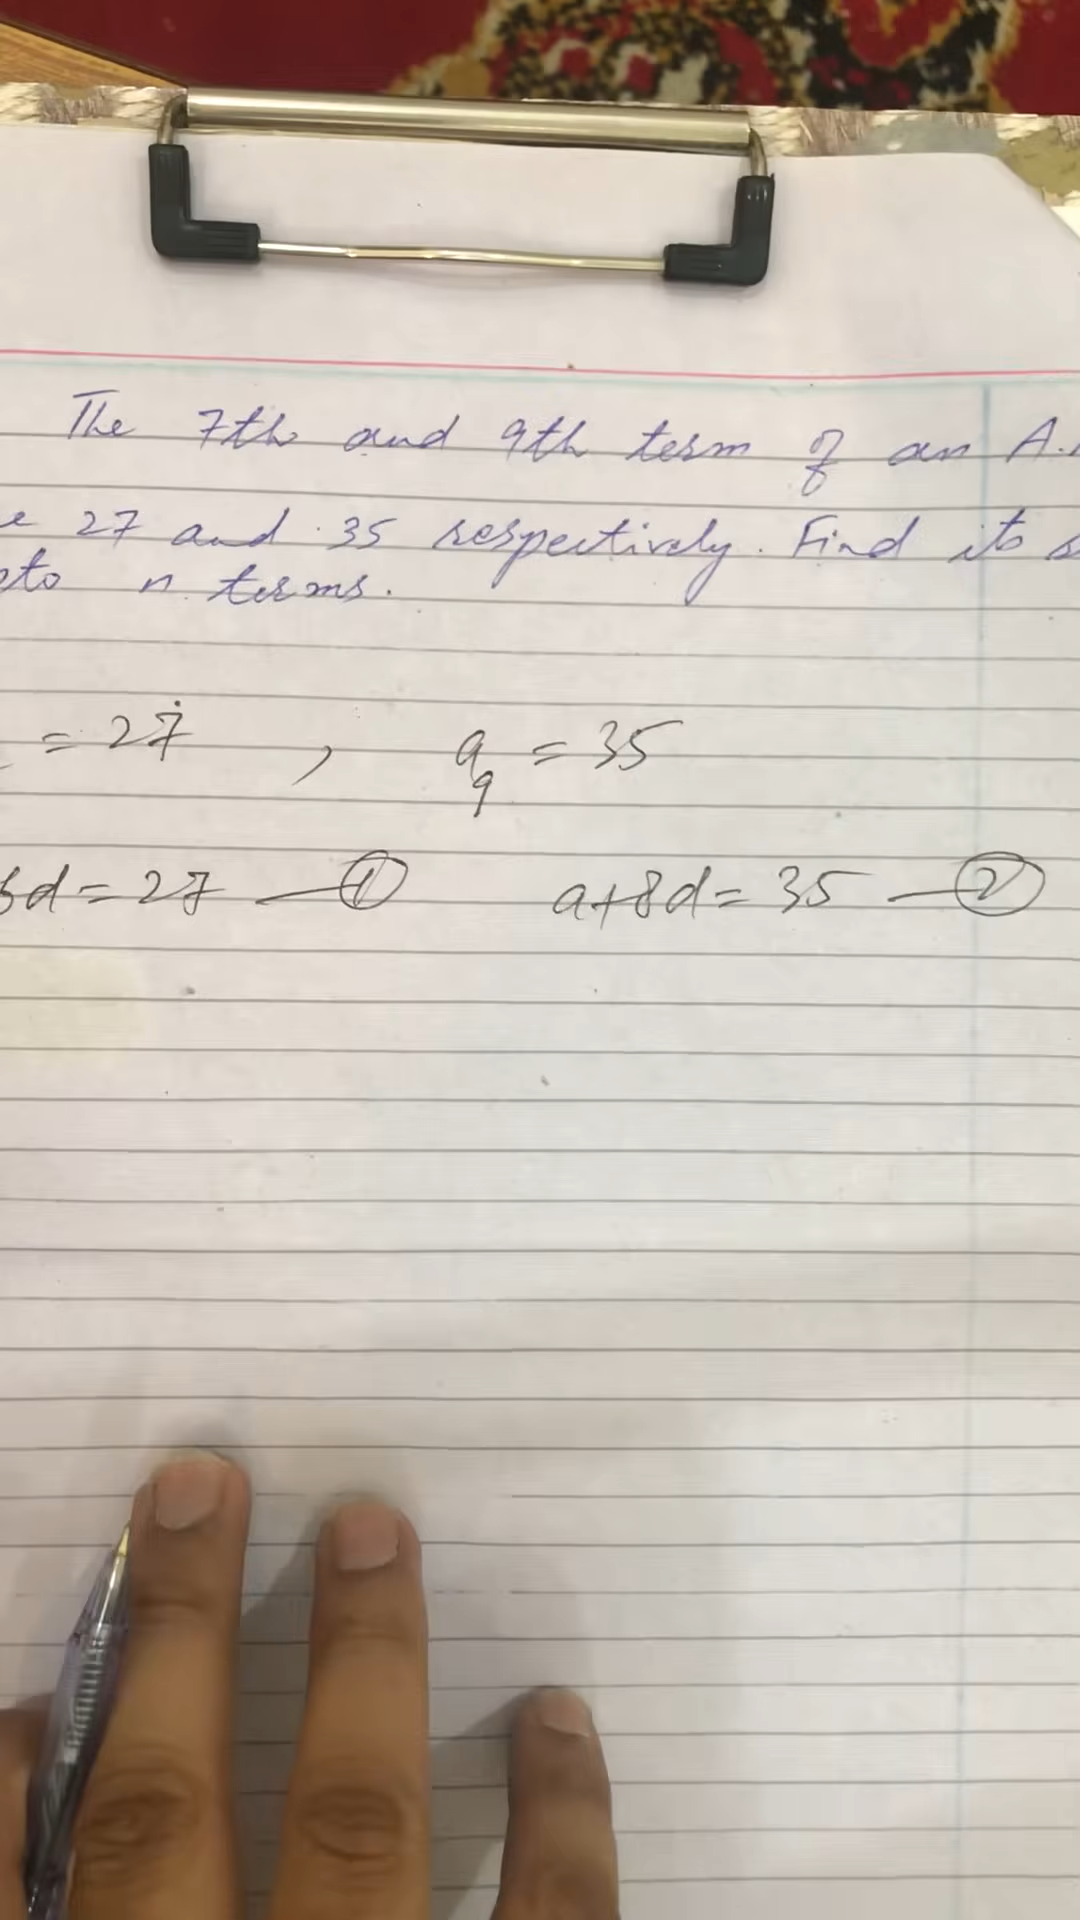 The 7th and 9th term of an A.
27 and 35 respectively. Find its
n terms.
= 27 , a9 = 35
6d = 27 — ① a+8d = 35 — ②